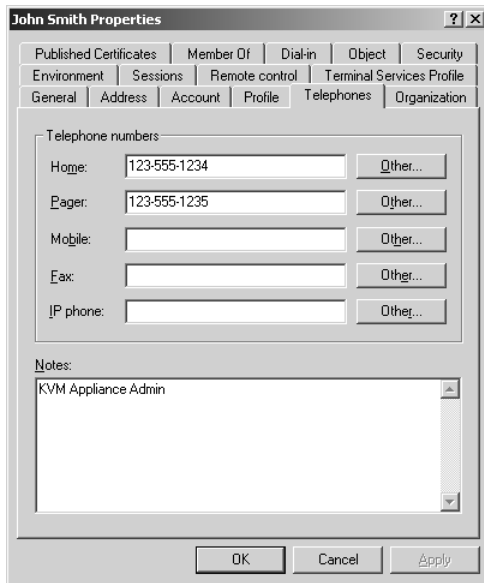 John Smith Properties
Published Certificates Member Of Dial-in Object Security
Environment Sessions Remote control Terminal Services Profile
General Address Account Profile Telephones Organization
Telephone numbers
Home: 123-555-1234 Other...
Pager: 123-555-1235 Other...
Mobile: Other...
Fax: Other...
IP phone: Other...
Notes:
KVM Appliance Admin
OK Cancel Apply